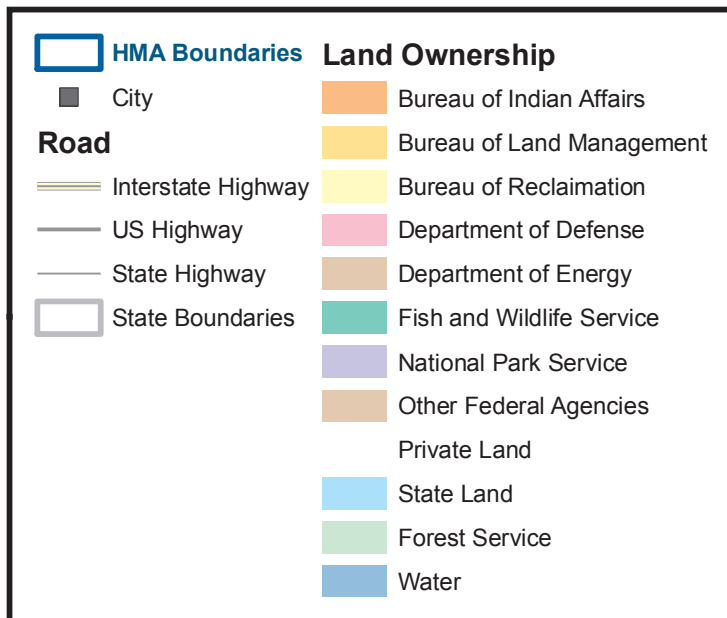 HMA Boundaries
City
Road
Interstate Highway
US Highway
State Highway
State Boundaries
Land Ownership
Bureau of Indian Affairs
Bureau of Land Management
Bureau of Reclamation
Department of Defense
Department of Energy
Fish and Wildlife Service
National Park Service
Other Federal Agencies
Private Land
State Land
Forest Service
Water